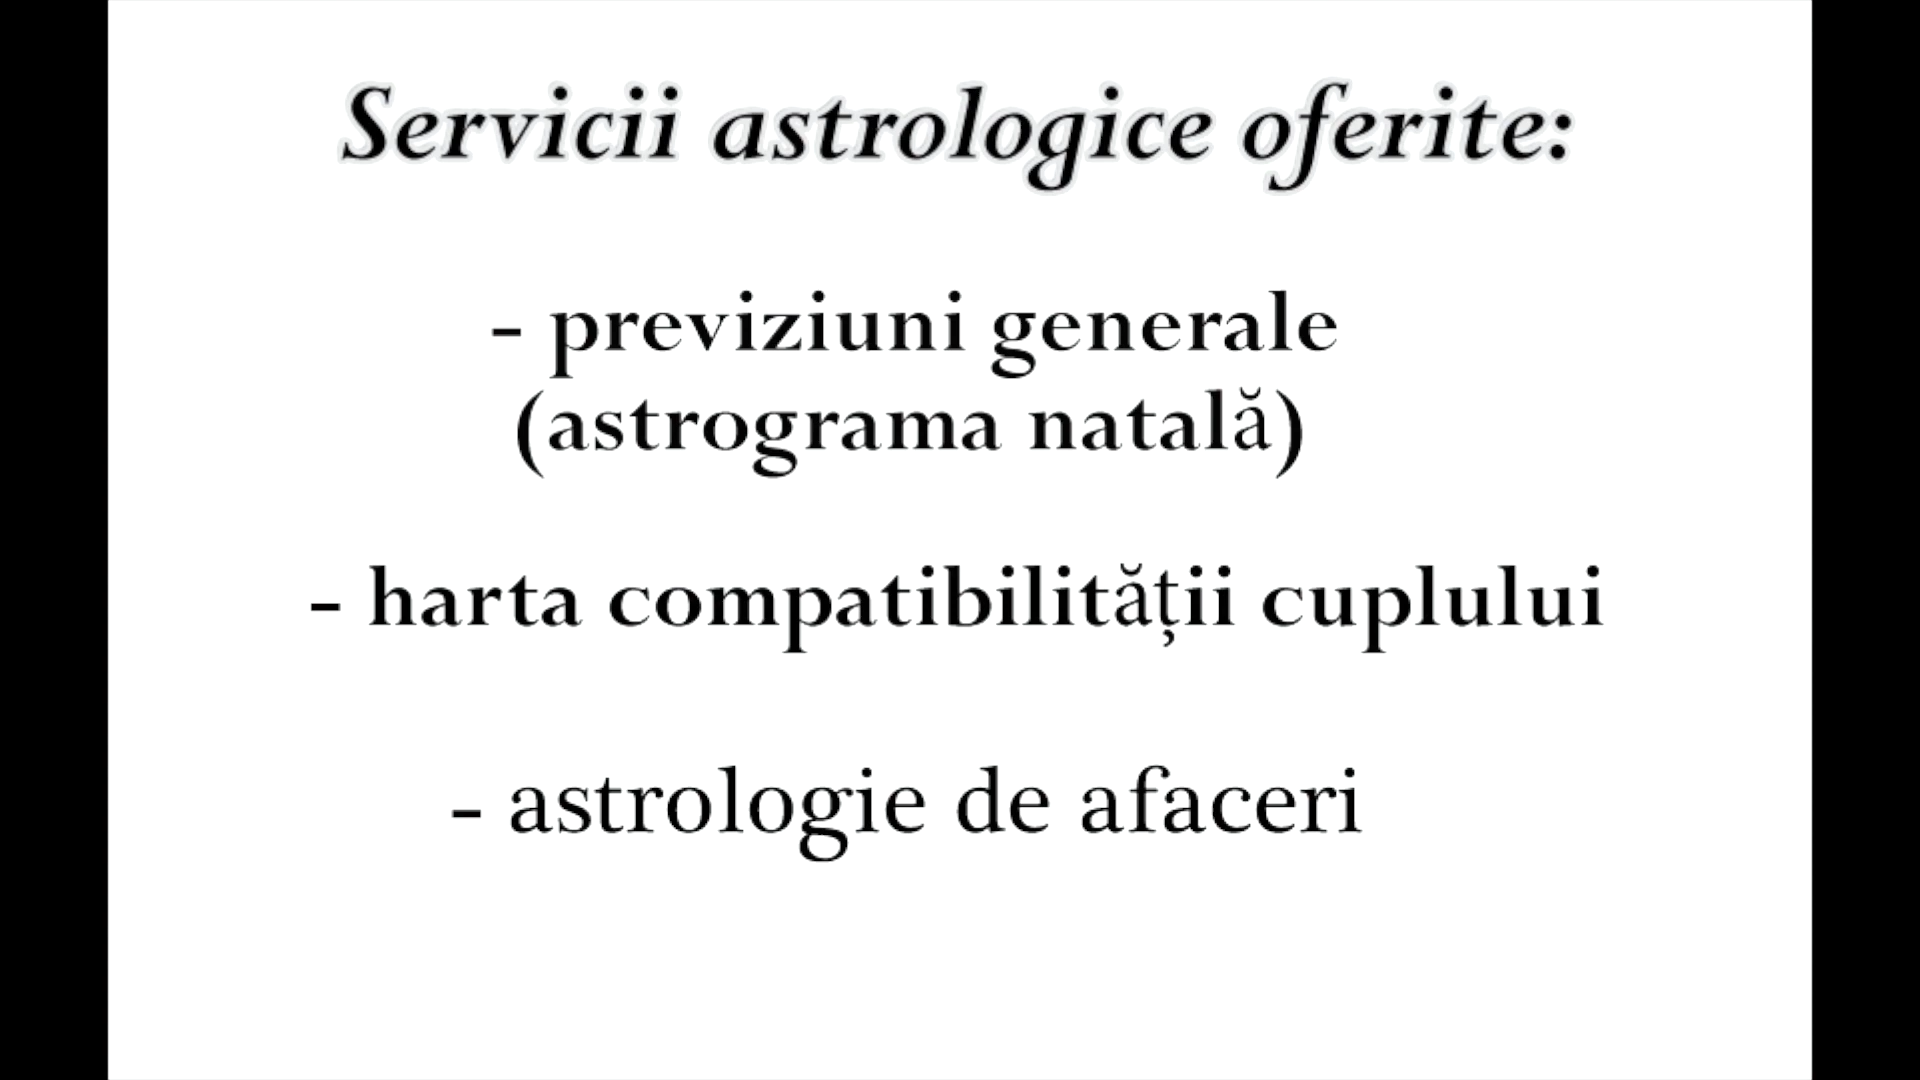 Servicii astrologice oferite:
- previziuni generale
(astrograma natală)
- harta compatibilității cuplului
- astrologie de afaceri